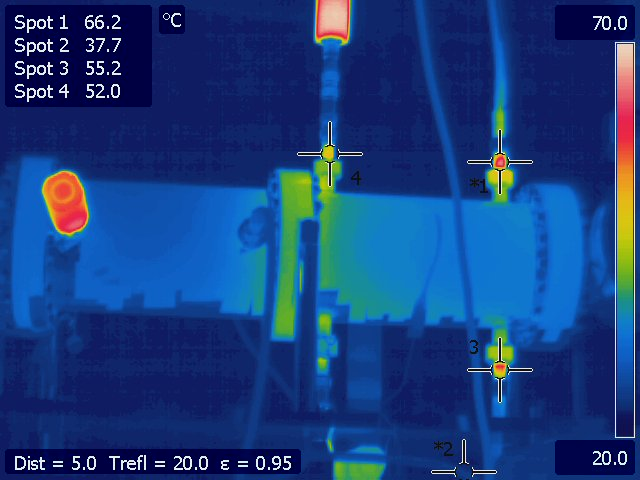 Spot 1 66.2
Spot 2 37.7
Spot 3 55.2
Spot 4 52.0
°C
70.0
4
*1
3
*2
Dist = 5.0 Trefl = 20.0 ε = 0.95
20.0